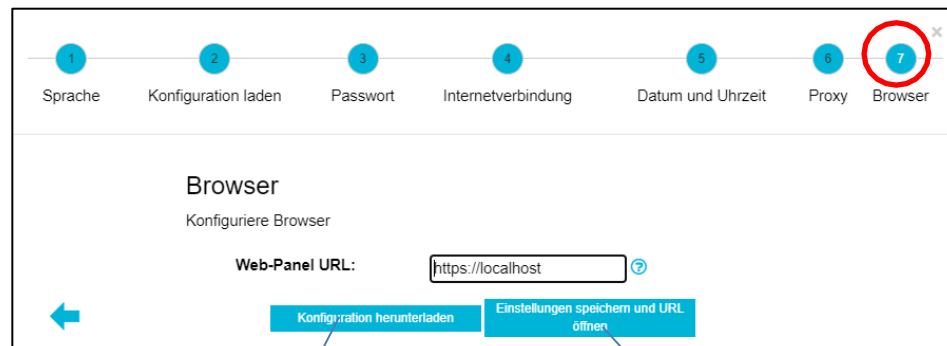 1 2 3 4 5 6 7
Sprache Konfiguration laden Passwort Internetverbindung Datum und Uhrzeit Proxy Browser
Browser
Konfiguriere Browser
Web-Panel URL: https://localhost
Konfiguration herunterladen
Einstellungen speichern und URL
öffnen